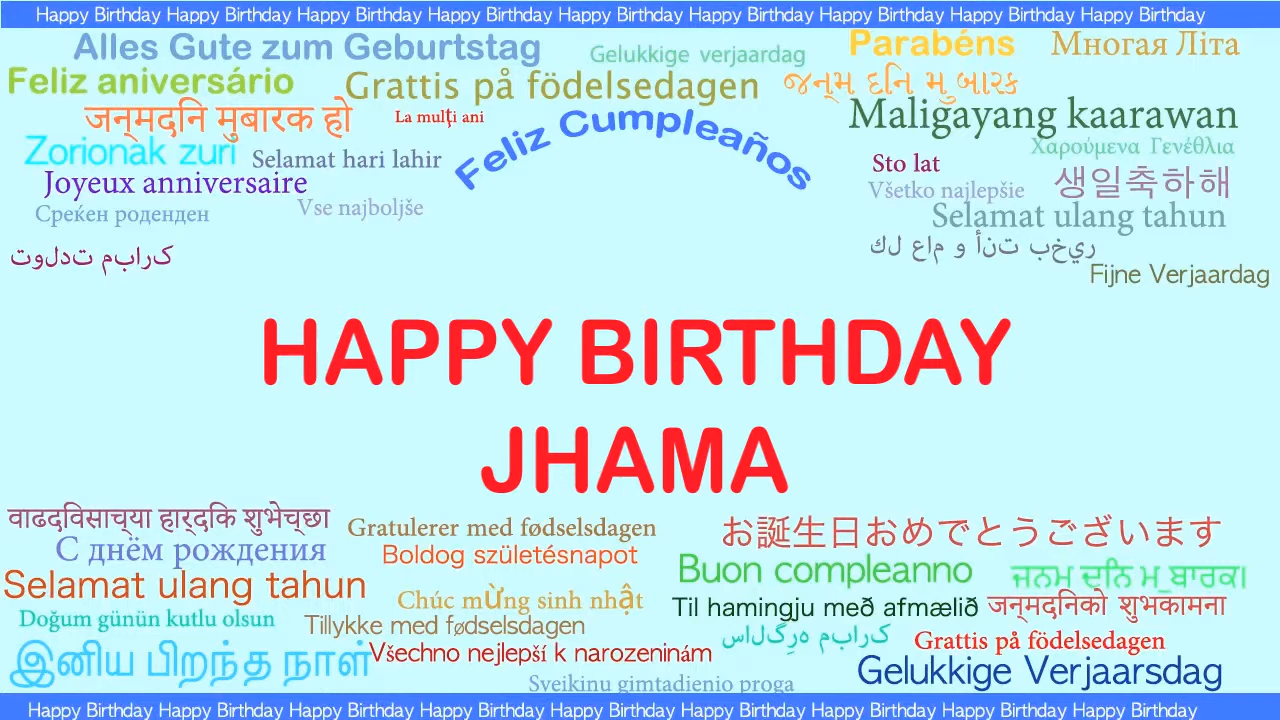 Happy Birthday Happy Birthday Happy Birthday Happy Birthday Happy Birthday Happy Birthday Happy Birthday Happy Birthday Happy Birthday
Alles Gute zum Geburtstag
Gelukkige verjaardag
Parabéns
Многая Літа
Feliz aniversário
Grattis på födelsedagen
જન્મ દિન મુબારક
जन्मदिन मुबारक हो
La mulţi ani
Feliz Cumpleaños
Maligayang kaarawan
Zorionak zuri
Selamat hari lahir
Sto lat
Χαρούμενα Γενέθλια
Joyeux anniversaire
Všetko najlepšie
생일축하해
Среќен роденден
Vse najboljše
Selamat ulang tahun
تولدت مبارک
كل عام و أنت بخير
Fijne Verjaardag
HAPPY BIRTHDAY
JHAMA
वाढदिवसाच्या हार्दिक शुभेच्छा
Gratulerer med fødselsdagen
お誕生日おめでとうございます
С днём рождения
Boldog születésnapot
Buon compleanno
ਜਨਮ ਦਿਨ ਮੁਬਾਰਕ।
Selamat ulang tahun
Chúc mừng sinh nhật
Til hamingju með afmælið
जन्मदिनको शुभकामना
Doğum günün kutlu olsun
Tillykke med fødselsdagen
سالگرہ مبارک
Grattis på födelsedagen
இனிய பிறந்த நாள்
Všechno nejlepší k narozeninám
Gelukkige Verjaarsdag
Sveikinu gimtadienio proga
Happy Birthday Happy Birthday Happy Birthday Happy Birthday Happy Birthday Happy Birthday Happy Birthday Happy Birthday Happy Birthday